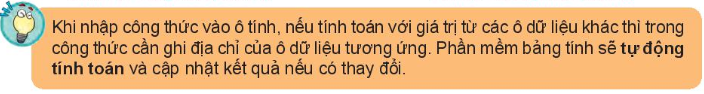 Khi nhập công thức vào ô tính, nếu tính toán với giá trị từ các ô dữ liệu khác thì trong
công thức cần ghi địa chỉ của ô dữ liệu tương ứng. Phần mềm bảng tính sẽ tự động
tính toán và cập nhật kết quả nếu có thay đổi.